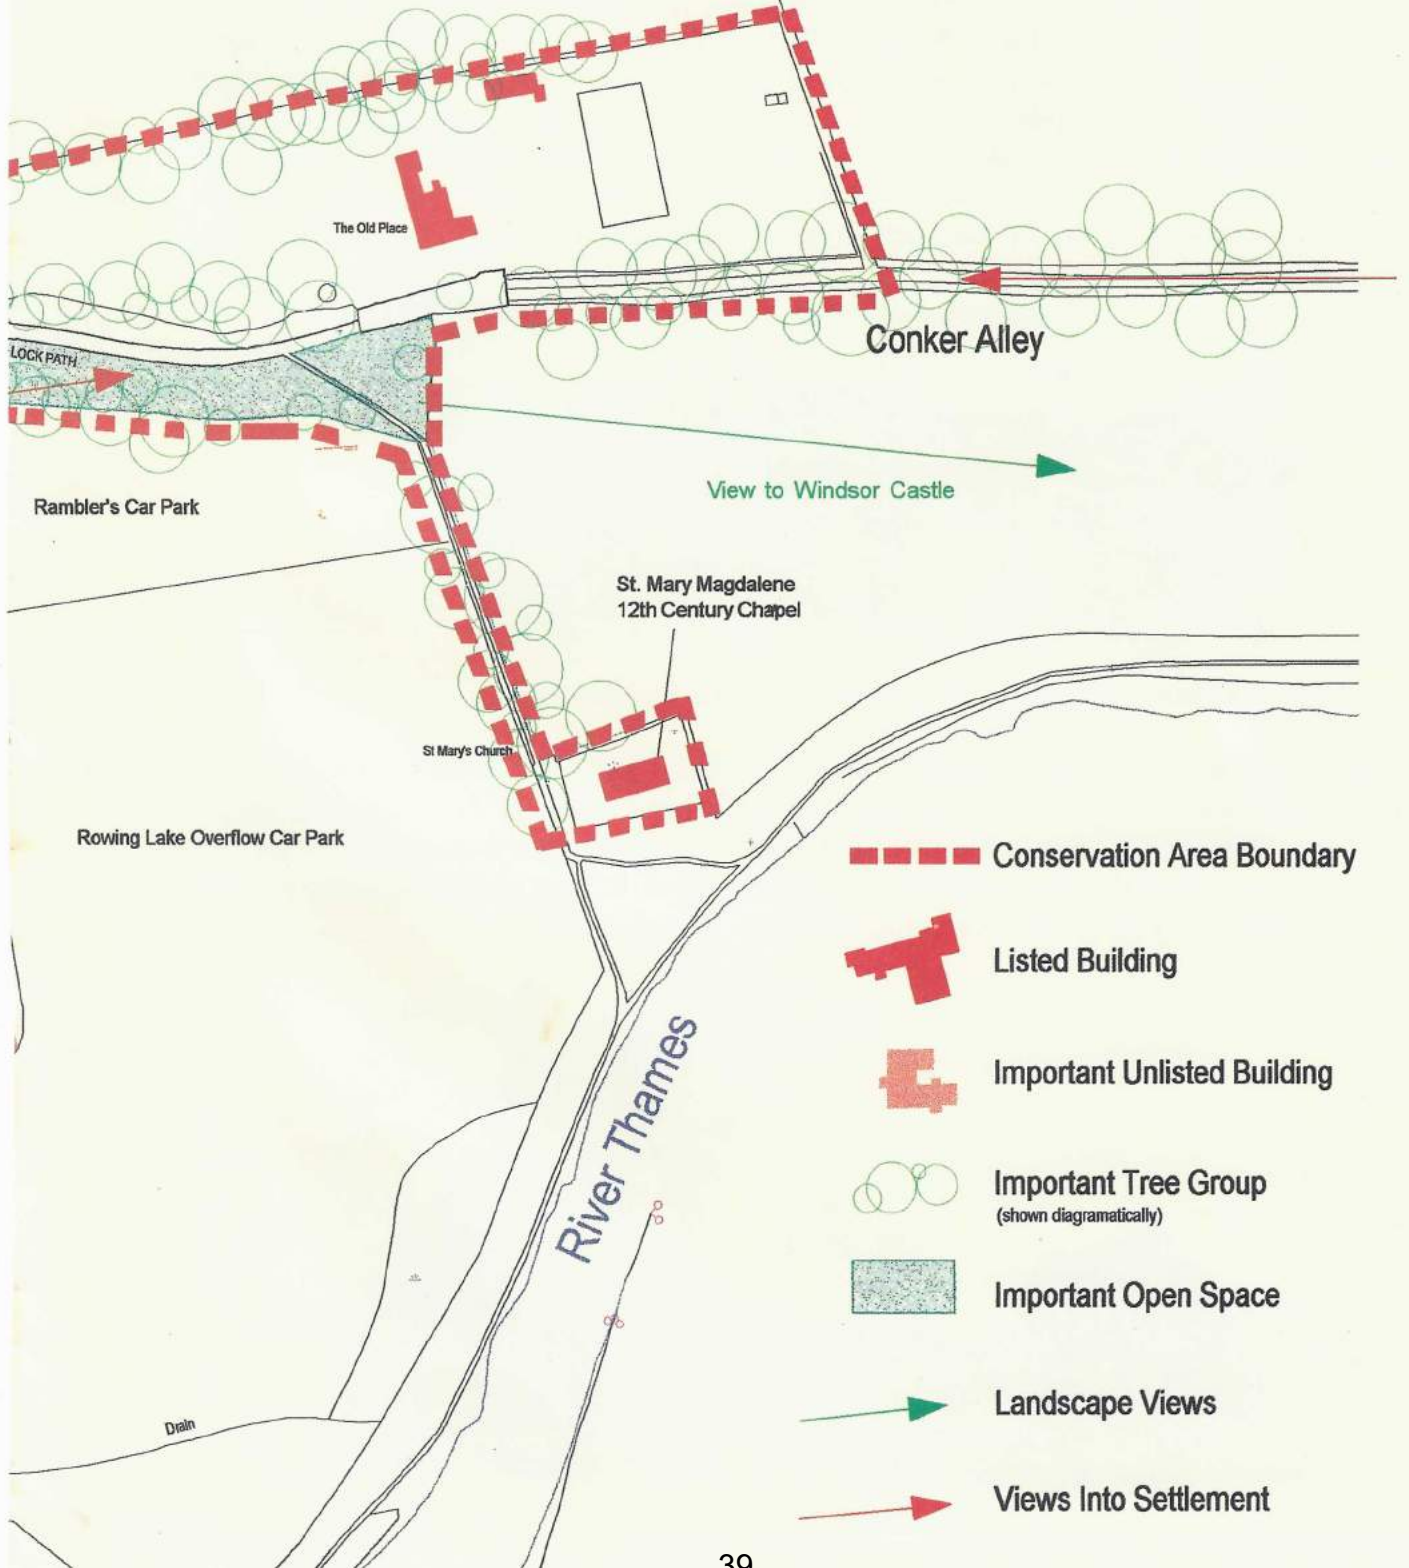 The Old Place
Conker Alley
LOCK PATH
View to Windsor Castle
Rambler's Car Park
St. Mary Magdalene
12th Century Chapel
St Mary's Church
Rowing Lake Overflow Car Park
Conservation Area Boundary
Listed Building
Important Unlisted Building
Important Tree Group
(shown diagramatically)
Important Open Space
Landscape Views
Views Into Settlement
River Thames
Drain
39